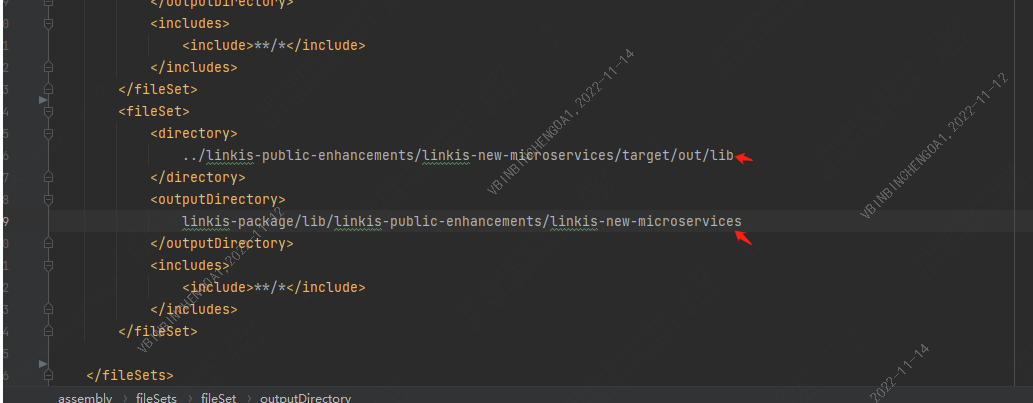 </outputDirectory>
<includes>
<include>**/*</include>
</includes>
</fileSet>
<fileSet>
<directory>
../linkis-public-enhancements/linkis-new-microservices/target/out/lib
</directory>
<outputDirectory>
linkis-package/lib/linkis-public-enhancements/linkis-new-microservices
</outputDirectory>
<includes>
<include>**/*</include>
</includes>
</fileSet>
</fileSets>
assembly › fileSets › fileSet › outputDirectory
VBINBINCHENGOA1,2022-11-14
VBINBINCHENGOA1,2022-11-12
VBINBINCHENGOA1,2022-11-12
2022-11-14